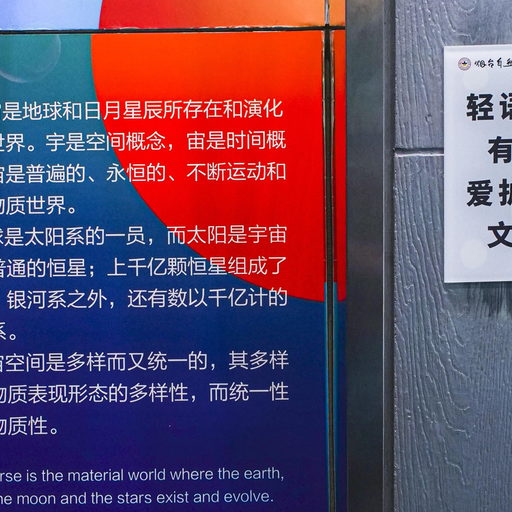 是地球和日月星辰所存在和演化
世界。宇是空间概念，宙是时间概
宙是普遍的、永恒的、不断运动和
物质世界。
球是太阳系的一员，而太阳是宇宙
普通的恒星；上千亿颗恒星组成了
银河系之外，还有数以千亿计的
系。
宙空间是多样而又统一的，其多样
物质表现形态的多样性，而统一性
物质性。
rse is the material world where the earth,
he moon and the stars exist and evolve.
烟台自然
轻语
有
爱护
文